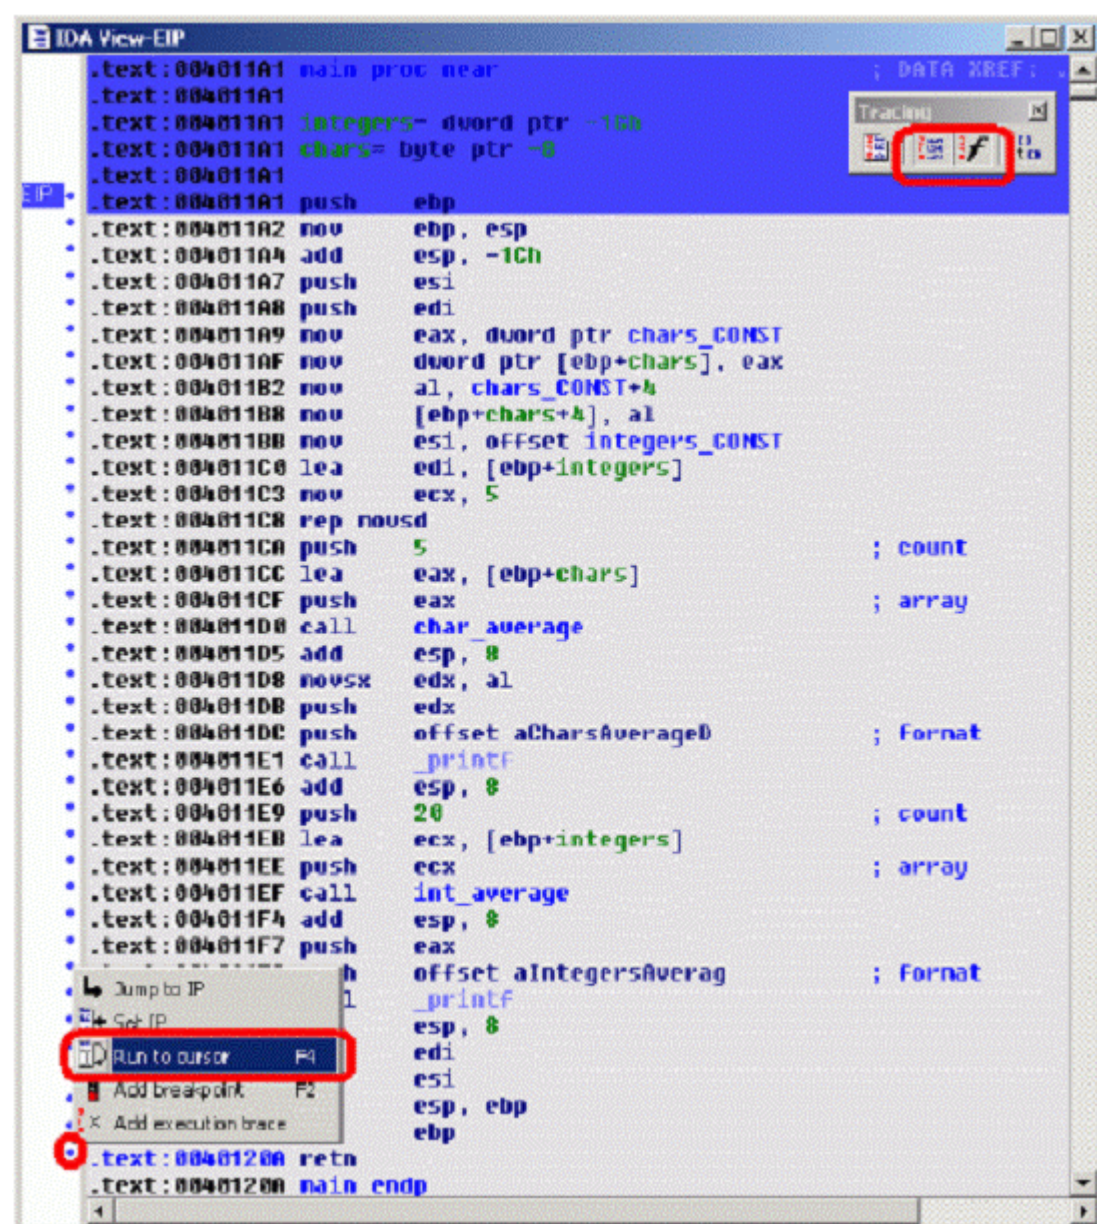 IDA View-EIP
.text:004011A1 main proc near ; DATA XREF: .
.text:004011A1
Tracing
.text:004011A1 integers= dword ptr -1Ch
.text:004011A1 chars= byte ptr -8
.text:004011A1
EIP
.text:004011A1 push ebp
.text:004011A2 mov ebp, esp
.text:004011A4 add esp, -1Ch
.text:004011A7 push esi
.text:004011A8 push edi
.text:004011A9 mov eax, dword ptr chars_CONST
.text:004011AF mov dword ptr [ebp+chars], eax
.text:004011B2 mov al, chars_CONST+4
.text:004011B8 mov [ebp+chars+4], al
.text:004011BB mov esi, offset integers_CONST
.text:004011C0 lea edi, [ebp+integers]
.text:004011C3 mov ecx, 5
.text:004011C8 rep movsd
.text:004011CA push 5 ; count
.text:004011CC lea eax, [ebp+chars]
.text:004011CF push eax ; array
.text:004011D0 call char_average
.text:004011D5 add esp, 8
.text:004011D8 movsx edx, al
.text:004011DB push edx
.text:004011DC push offset aCharsAverageD ; format
.text:004011E1 call _printf
.text:004011E6 add esp, 8
.text:004011E9 push 20 ; count
.text:004011EB lea ecx, [ebp+integers]
.text:004011EE push ecx ; array
.text:004011EF call int_average
.text:004011F4 add esp, 8
.text:004011F7 push eax
h offset aIntegersAverag ; format
Jump to IP
l _printf
Set IP
esp, 8
Run to cursor F4
edi
esi
Add breakpoint F2
esp, ebp
Add execution trace
ebp
.text:0040120A retn
.text:0040120A main endp